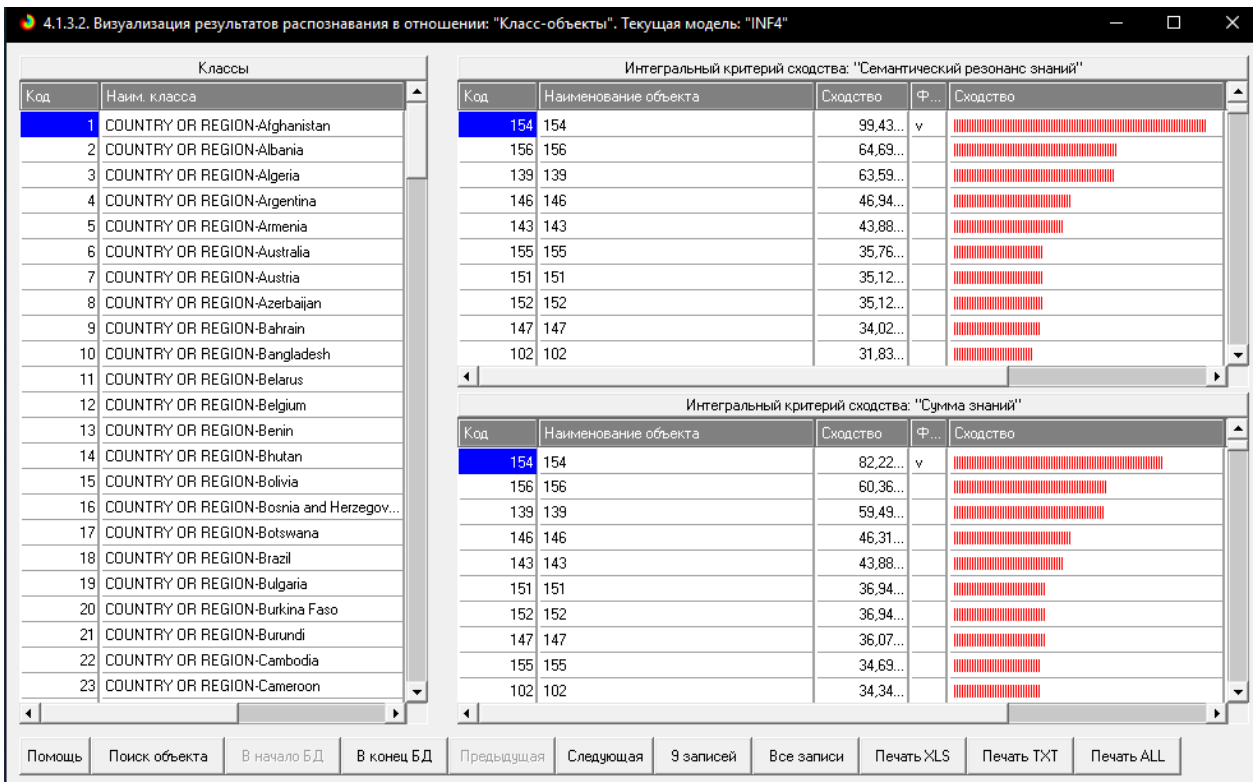 4.1.3.2. Визуализация результатов распознавания в отношении: "Класс-объекты". Текущая модель: "INF4"
Классы
Код Наим. класса
1 COUNTRY OR REGION-Afghanistan
2 COUNTRY OR REGION-Albania
3 COUNTRY OR REGION-Algeria
4 COUNTRY OR REGION-Argentina
5 COUNTRY OR REGION-Armenia
6 COUNTRY OR REGION-Australia
7 COUNTRY OR REGION-Austria
8 COUNTRY OR REGION-Azerbaijan
9 COUNTRY OR REGION-Bahrain
10 COUNTRY OR REGION-Bangladesh
11 COUNTRY OR REGION-Belarus
12 COUNTRY OR REGION-Belgium
13 COUNTRY OR REGION-Benin
14 COUNTRY OR REGION-Bhutan
15 COUNTRY OR REGION-Bolivia
16 COUNTRY OR REGION-Bosnia and Herzegov...
17 COUNTRY OR REGION-Botswana
18 COUNTRY OR REGION-Brazil
19 COUNTRY OR REGION-Bulgaria
20 COUNTRY OR REGION-Burkina Faso
21 COUNTRY OR REGION-Burundi
22 COUNTRY OR REGION-Cambodia
23 COUNTRY OR REGION-Cameroon
Интегральный критерий сходства: "Семантический резонанс знаний"
Код Наименование объекта Сходство Ф... Сходство
154 154 99,43... v
156 156 64,69...
139 139 63,59...
146 146 46,94...
143 143 43,88...
155 155 35,76...
151 151 35,12...
152 152 35,12...
147 147 34,02...
102 102 31,83...
Интегральный критерий сходства: "Сумма знаний"
Код Наименование объекта Сходство Ф... Сходство
154 154 82,22... v
156 156 60,36...
139 139 59,49...
146 146 46,31...
143 143 43,88...
151 151 36,94...
152 152 36,94...
147 147 36,07...
155 155 34,69...
102 102 34,34...
Помощь Поиск объекта В начало БД В конец БД Предыдущая Следующая 9 записей Все записи Печать XLS Печать TXT Печать ALL